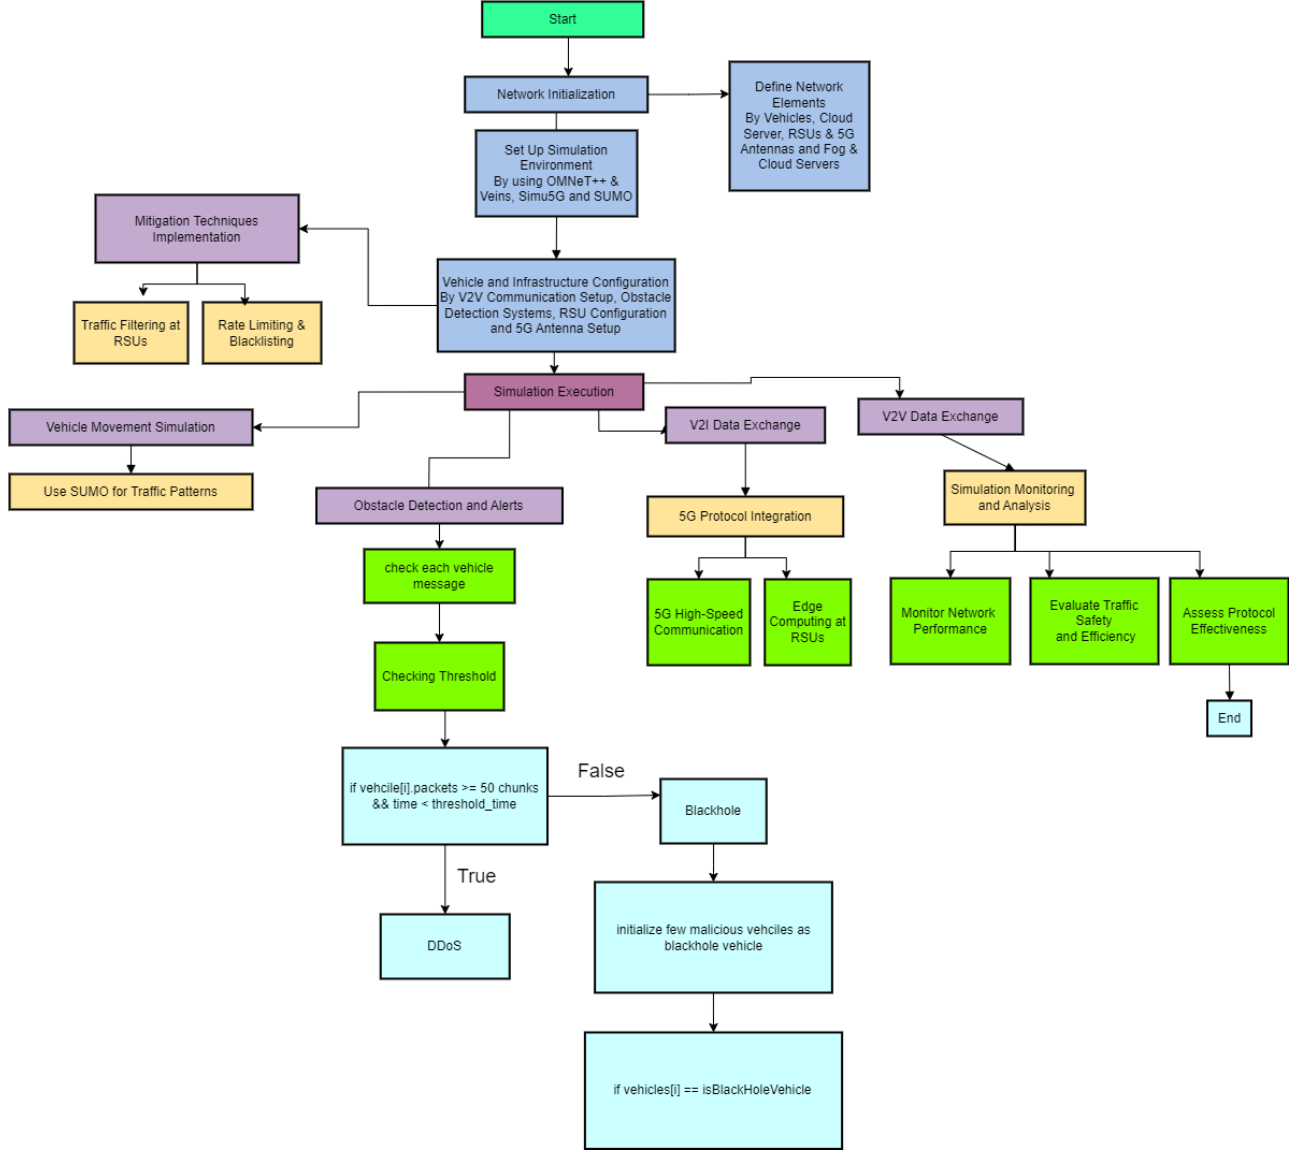 Start
Network Initialization
Define Network
Elements
By Vehicles, Cloud
Server, RSUs & 5G
Antennas and Fog &
Cloud Servers
Set Up Simulation
Environment
By using OMNeT++ &
Veins, Simu5G and SUMO
Mitigation Techniques
Implementation
Traffic Filtering at
RSUs
Rate Limiting &
Blacklisting
Vehicle and Infrastructure Configuration
By V2V Communication Setup, Obstacle
Detection Systems, RSU Configuration
and 5G Antenna Setup
Simulation Execution
Vehicle Movement Simulation
Use SUMO for Traffic Patterns
V2I Data Exchange
V2V Data Exchange
Obstacle Detection and Alerts
5G Protocol Integration
Simulation Monitoring
and Analysis
check each vehicle
message
5G High-Speed
Communication
Edge
Computing at
RSUs
Monitor Network
Performance
Evaluate Traffic
Safety
and Efficiency
Assess Protocol
Effectiveness
Checking Threshold
End
if vehcile[i].packets >= 50 chunks
&& time < threshold_time
False
Blackhole
True
DDoS
initialize few malicious vehciles as
blackhole vehicle
if vehicles[i] == isBlackHoleVehicle